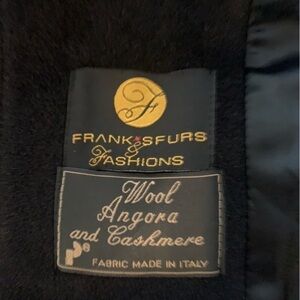 F
FRANK'S FURS
&
FASHIONS
Wool
Angora
and Cashmere
FABRIC MADE IN ITALY